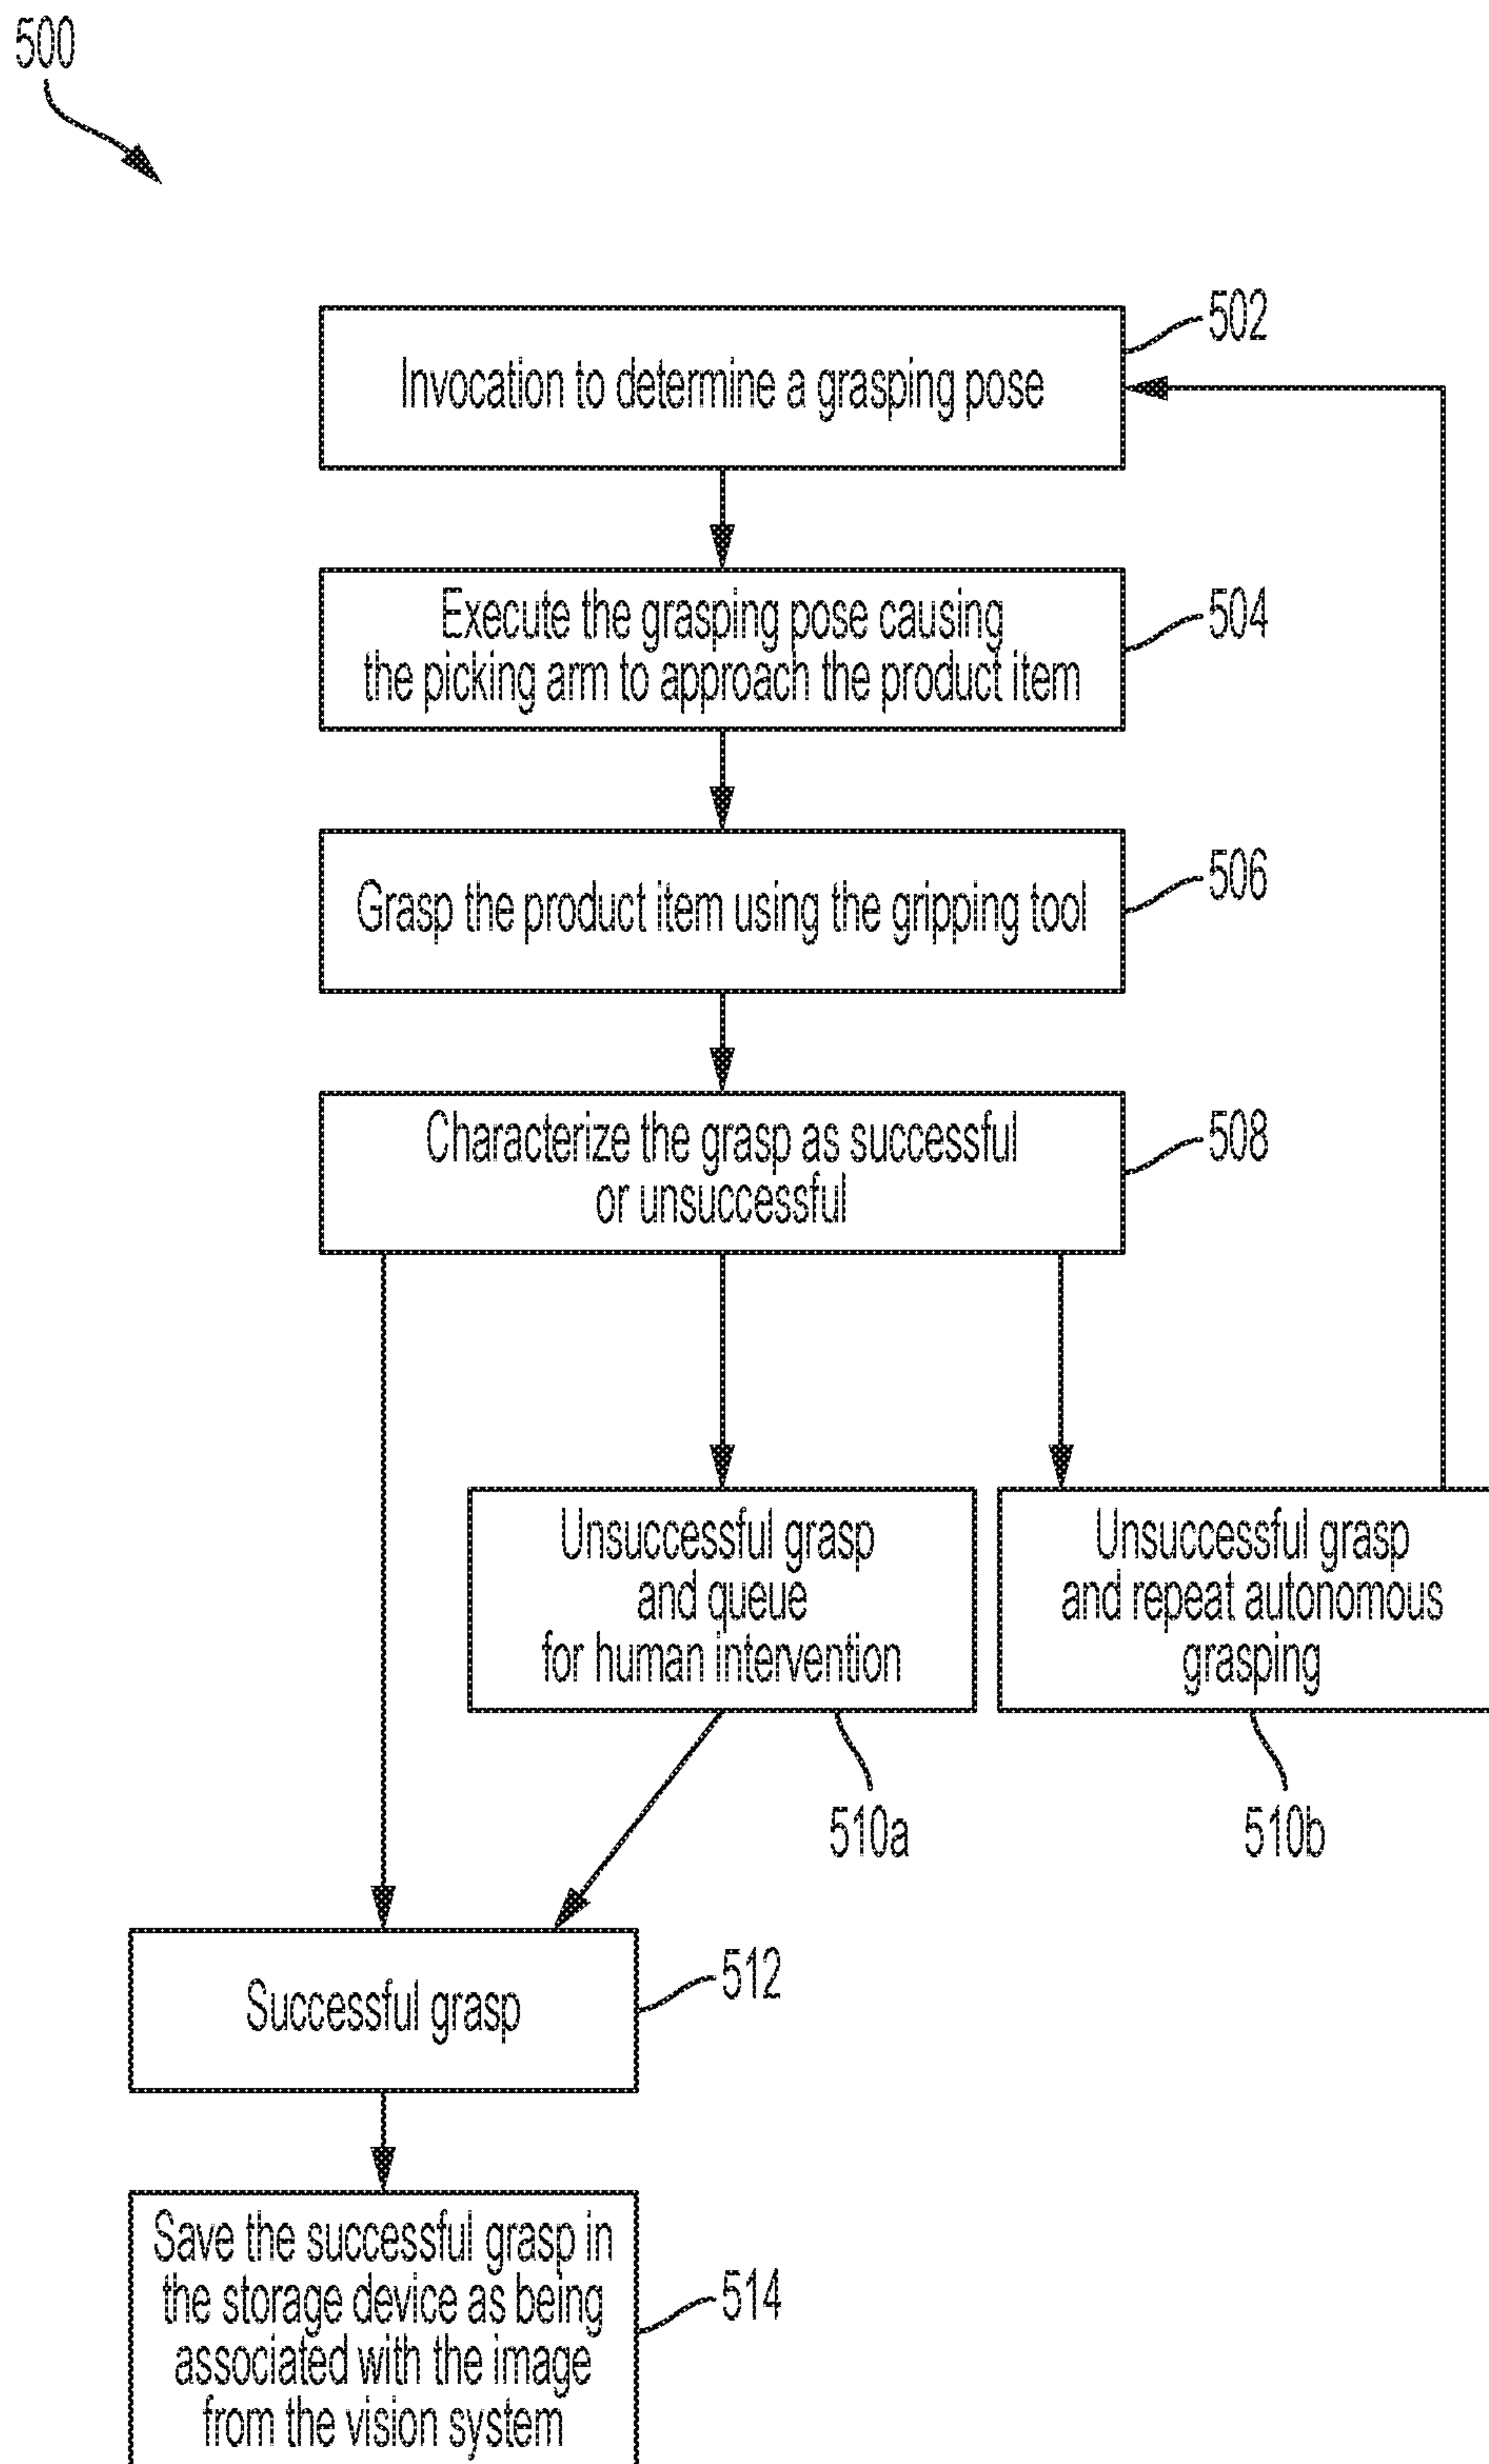 500
Invocation to determine a grasping pose
502
Execute the grasping pose causing
the picking arm to approach the product item
504
Grasp the product item using the gripping tool
506
Characterize the grasp as successful
or unsuccessful
508
Unsuccessful grasp
and queue
for human intervention
510a
Unsuccessful grasp
and repeat autonomous
grasping
510b
Successful grasp
512
Save the successful grasp in
the storage device as being
associated with the image
from the vision system
514